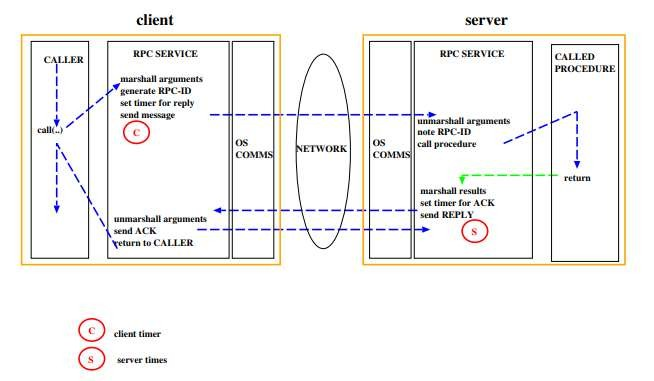 client
server
CALLER
RPC SERVICE
marshall arguments
generate RPC-ID
set timer for reply
send message
C
call(..)
OS
COMMS
unmarshall arguments
send ACK
return to CALLER
NETWORK
OS
COMMS
RPC SERVICE
unmarshall arguments
note RPC-ID
call procedure
marshall results
set timer for ACK
send REPLY
S
CALLED
PROCEDURE
return
C
client timer
S
server times